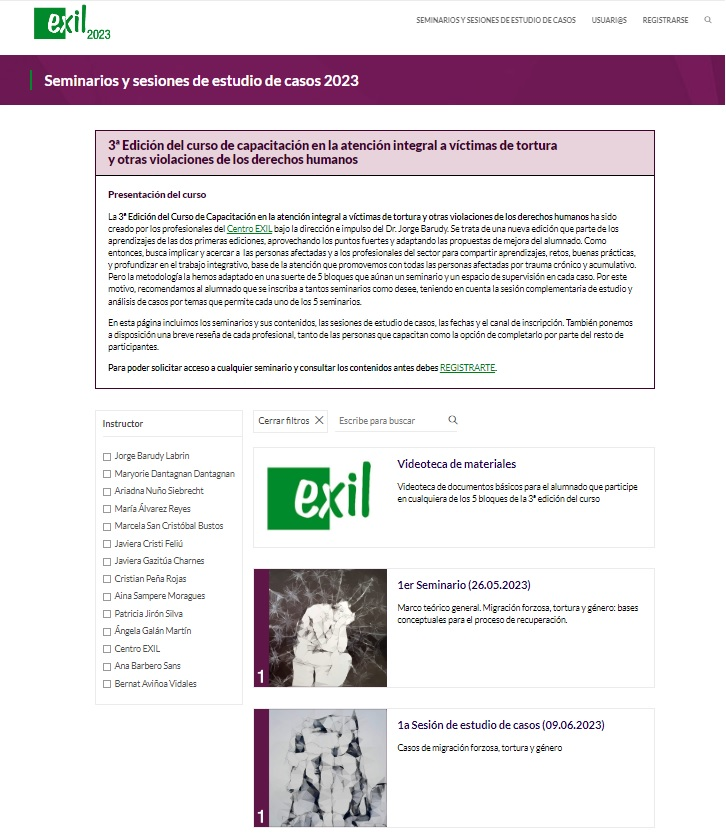 exil 2023
SEMINARIOS Y SESIONES DE ESTUDIO DE CASOS
USUARI@S
REGISTRARSE
Seminarios y sesiones de estudio de casos 2023
3ª Edición del curso de capacitación en la atención integral a víctimas de tortura
y otras violaciones de los derechos humanos
Presentación del curso
La 3ª Edición del Curso de Capacitación en la atención integral a víctimas de tortura y otras violaciones de los derechos humanos ha sido
creado por los profesionales del Centro EXIL bajo la dirección e impulso del Dr. Jorge Barudy. Se trata de una nueva edición que parte de los
aprendizajes de las dos primeras ediciones, aprovechando los puntos fuertes y adaptando las propuestas de mejora del alumnado. Como
entonces, busca implicar y acercar a las personas afectadas y a los profesionales del sector para compartir aprendizajes, retos, buenas prácticas,
y profundizar en el trabajo integrativo, base de la atención que promovemos con todas las personas afectadas por trauma crónico y acumulativo.
Pero la metodología la hemos adaptado en una suerte de 5 bloques que aúnan un seminario y un espacio de supervisión en cada caso. Por este
motivo, recomendamos al alumnado que se inscriba a tantos seminarios como desee, teniendo en cuenta la sesión complementaria de estudio y
análisis de casos por temas que permite cada uno de los 5 seminarios.
En esta página incluimos los seminarios y sus contenidos, las sesiones de estudio de casos, las fechas y el canal de inscripción. También ponemos
a disposición una breve reseña de cada profesional, tanto de las personas que capacitan como la opción de completarlo por parte del resto de
participantes.
Para poder solicitar acceso a cualquier seminario y consultar los contenidos antes debes REGISTRARTE.
Instructor
Jorge Barudy Labrin
Maryorie Dantagnan Dantagnan
Ariadna Nuño Siebrecht
María Álvarez Reyes
Marcela San Cristóbal Bustos
Javiera Cristi Feliú
Javiera Gazitúa Charnes
Cristian Peña Rojas
Aina Sampere Moragues
Patricia Jirón Silva
Ángela Galán Martín
Centro EXIL
Ana Barbero Sans
Bernat Aviñoa Vidales
Cerrar filtros
Escribe para buscar
exil
Videoteca de materiales
Videoteca de documentos básicos para el alumnado que participe
en cualquiera de los 5 bloques de la 3ª edición del curso
1
1er Seminario (26.05.2023)
Marco teórico general. Migración forzosa, tortura y género: bases
conceptuales para el proceso de recuperación.
1
1a Sesión de estudio de casos (09.06.2023)
Casos de migración forzosa, tortura y género